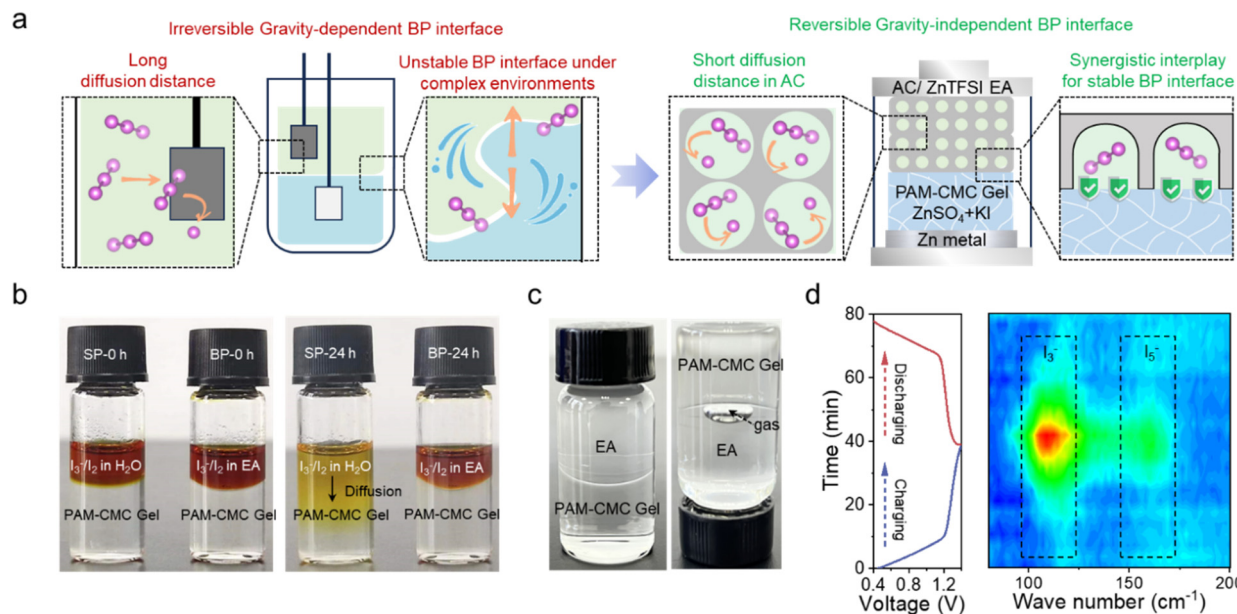 a
Irreversible Gravity-dependent BP interface
Long
diffusion distance
Unstable BP interface under
complex environments
Reversible Gravity-independent BP interface
Short diffusion
distance in AC
AC/ ZnTFSI EA
PAM-CMC Gel
ZnSO₄+KI
Zn metal
Synergistic interplay
for stable BP interface
b
SP-0 h
I₃⁻/I₂ in H₂O
PAM-CMC Gel
BP-0 h
I₃⁻/I₂ in EA
PAM-CMC Gel
SP-24 h
I₃⁻/I₂ in H₂O
Diffusion
PAM-CMC Gel
BP-24 h
I₃⁻/I₂ in EA
PAM-CMC Gel
c
EA
PAM-CMC Gel
PAM-CMC Gel
gas
EA
d
80
60
40
20
0
Time (min)
Discharging
Charging
0.4 0.8 1.2
Voltage (V)
I₃⁻
I₅⁻
100 150 200
Wave number (cm⁻¹)